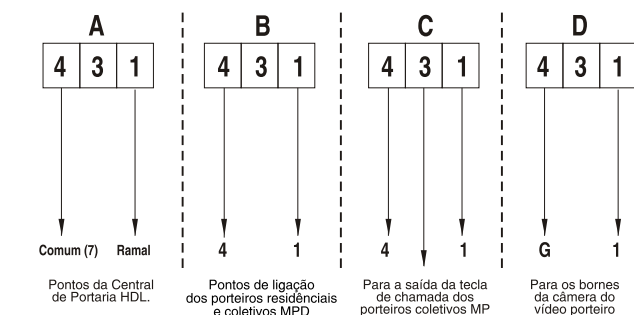 A B C D
4 3 1 4 3 1 4 3 1 4 3 1
Comum (7) Ramal 4 1 4 1 G 1
Pontos da Central
de Portaria HDL.
Pontos de ligação
dos porteiros residênciais
e coletivos MPD
Para a saída da tecla
de chamada dos
porteiros coletivos MP
Para os bornes
da câmera do
vídeo porteiro